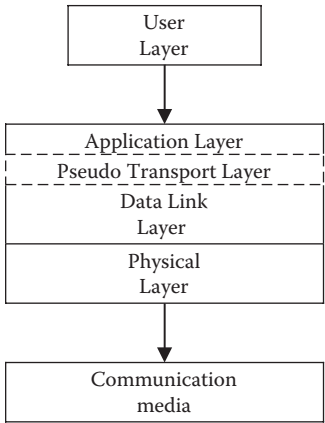 User
Layer
Application Layer
Pseudo Transport Layer
Data Link
Layer
Physical
Layer
Communication
media